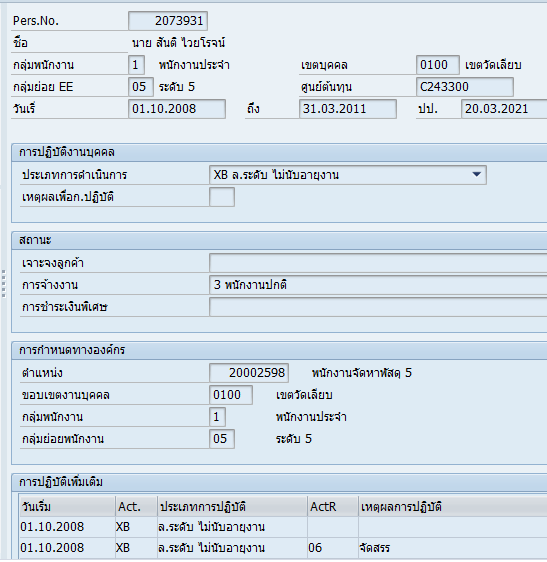 Pers.No. 2073931
ชื่อ นาย สันติ ไวยโรจน์
กลุ่มพนักงาน 1 พนักงานประจำ เขตบุคคล 0100 เขตวัดเลียบ
กลุ่มย่อย EE 05 ระดับ 5 ศูนย์ต้นทุน C243300
วันเริ่ 01.10.2008 ถึง 31.03.2011 ปป. 20.03.2021
การปฏิบัติงานบุคคล
ประเภทการดำเนินการ XB ล.ระดับ ไม่นับอายุงาน
เหตุผลเพื่อก.ปฏิบัติ
สถานะ
เจาะจงลูกค้า
การจ้างงาน 3 พนักงานปกติ
การชำระเงินพิเศษ
การกำหนดทางองค์กร
ตำแหน่ง 20002598 พนักงานจัดหาพัสดุ 5
ขอบเขตงานบุคคล 0100 เขตวัดเลียบ
กลุ่มพนักงาน 1 พนักงานประจำ
กลุ่มย่อยพนักงาน 05 ระดับ 5
การปฏิบัติเพิ่มเติม
วันเริ่ม Act. ประเภทการปฏิบัติ ActR เหตุผลการปฏิบัติ
01.10.2008 XB ล.ระดับ ไม่นับอายุงาน
01.10.2008 XB ล.ระดับ ไม่นับอายุงาน 06 จัดสรร